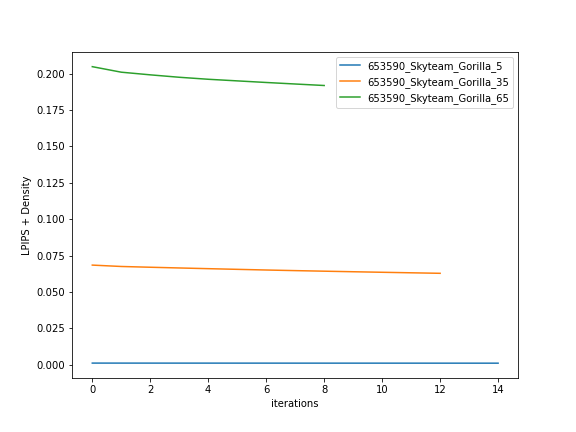 653590_Skyteam_Gorilla_5
653590_Skyteam_Gorilla_35
653590_Skyteam_Gorilla_65
LPIPS + Density
0.200
0.175
0.150
0.125
0.100
0.075
0.050
0.025
0.000
0 2 4 6 8 10 12 14
iterations